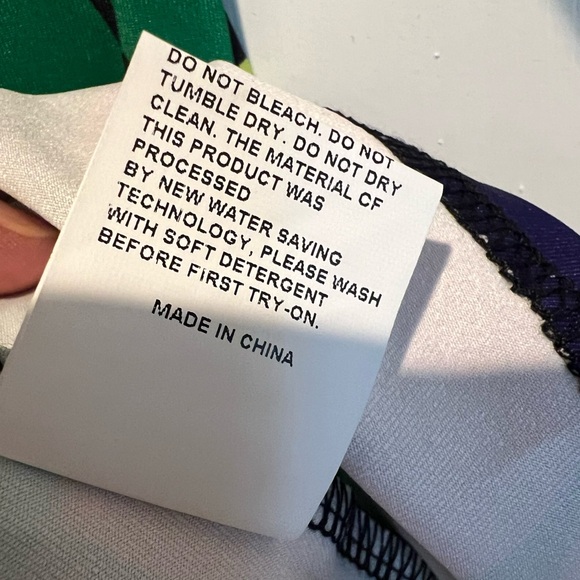 DO NOT BLEACH. DO NOT
TUMBLE DRY. DO NOT DRY
CLEAN. THE MATERIAL OF
THIS PRODUCT WAS
PROCESSED
BY NEW WATER SAVING
TECHNOLOGY, PLEASE WASH
WITH SOFT DETERGENT
BEFORE FIRST TRY-ON.
MADE IN CHINA